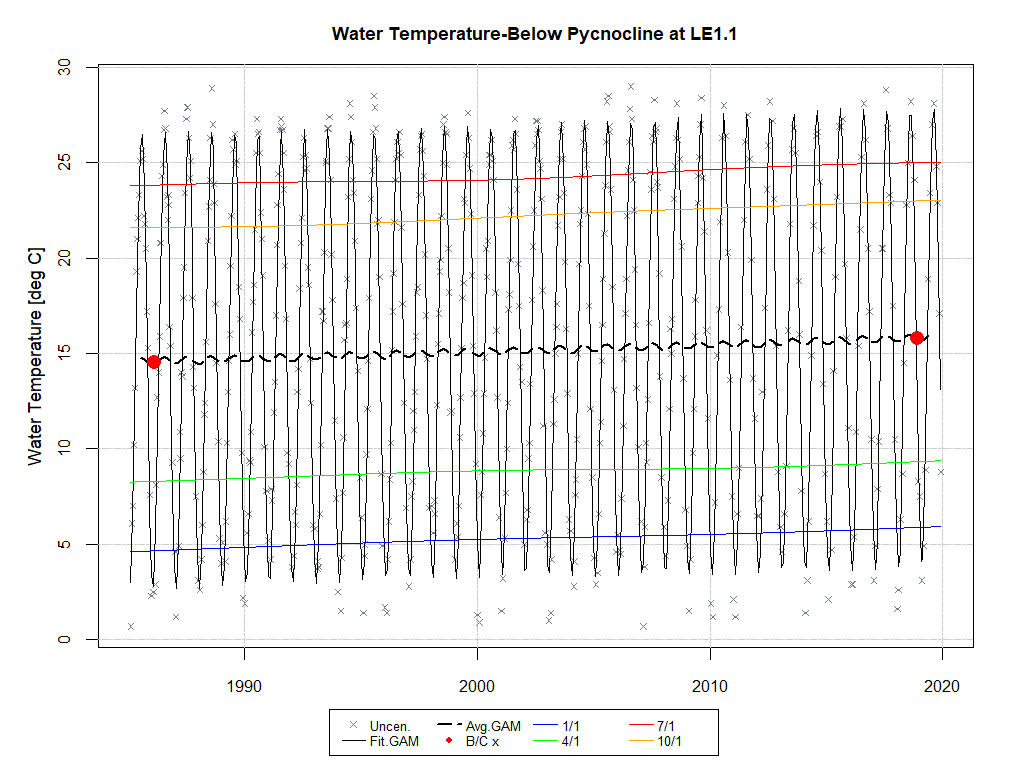 Water Temperature-Below Pycnocline at LE1.1
Water Temperature [deg C]
30
25
20
15
10
5
0
1990 2000 2010 2020
Uncen. Avg.GAM 1/1 7/1
Fit.GAM B/C x 4/1 10/1